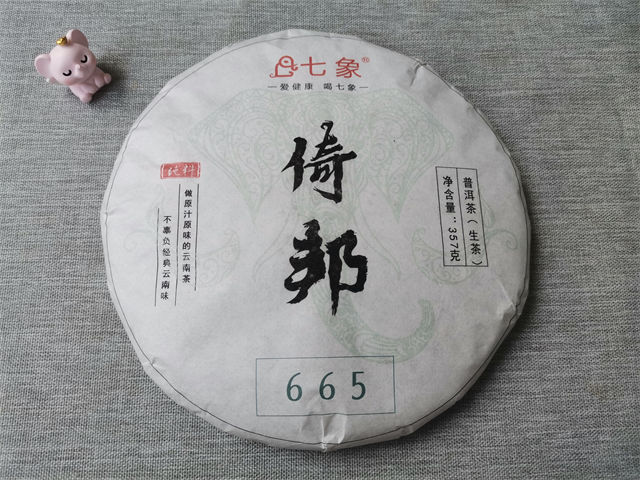 七象®
爱健康 喝七象
倚邦
纯料
做原汁原味的云南茶
不辜负经典云南味
普洱茶（生茶）
净含量：357克
665